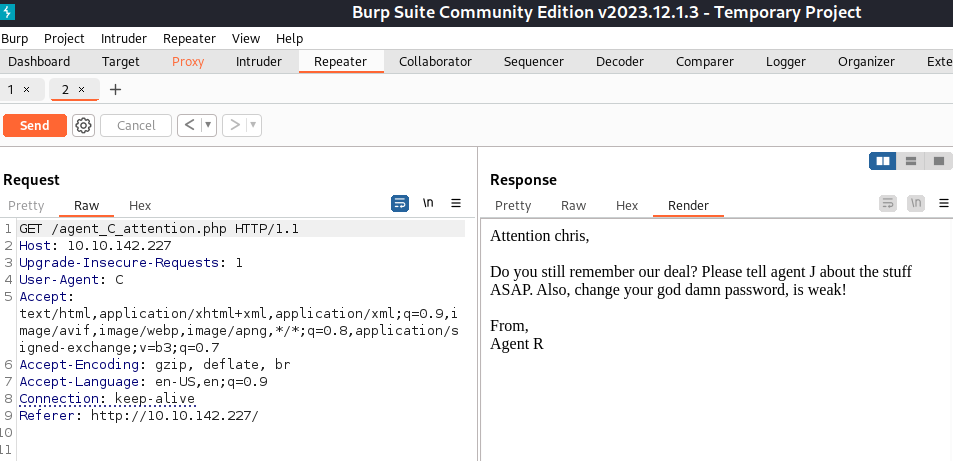 Burp Suite Community Edition v2023.12.1.3 - Temporary Project
Burp Project Intruder Repeater View Help
Dashboard Target Proxy Intruder Repeater Collaborator Sequencer Decoder Comparer Logger Organizer Exte
1 × 2 × +
Send Cancel < >
Request
Pretty Raw Hex \n
1 GET /agent_C_attention.php HTTP/1.1
2 Host: 10.10.142.227
3 Upgrade-Insecure-Requests: 1
4 User-Agent: C
5 Accept:
text/html,application/xhtml+xml,application/xml;q=0.9,i
mage/avif,image/webp,image/apng,*/*;q=0.8,application/s
igned-exchange;v=b3;q=0.7
6 Accept-Encoding: gzip, deflate, br
7 Accept-Language: en-US,en;q=0.9
8 Connection: keep-alive
9 Referer: http://10.10.142.227/
10
11
Response
Pretty Raw Hex Render \n
Attention chris,
Do you still remember our deal? Please tell agent J about the stuff
ASAP. Also, change your god damn password, is weak!
From,
Agent R